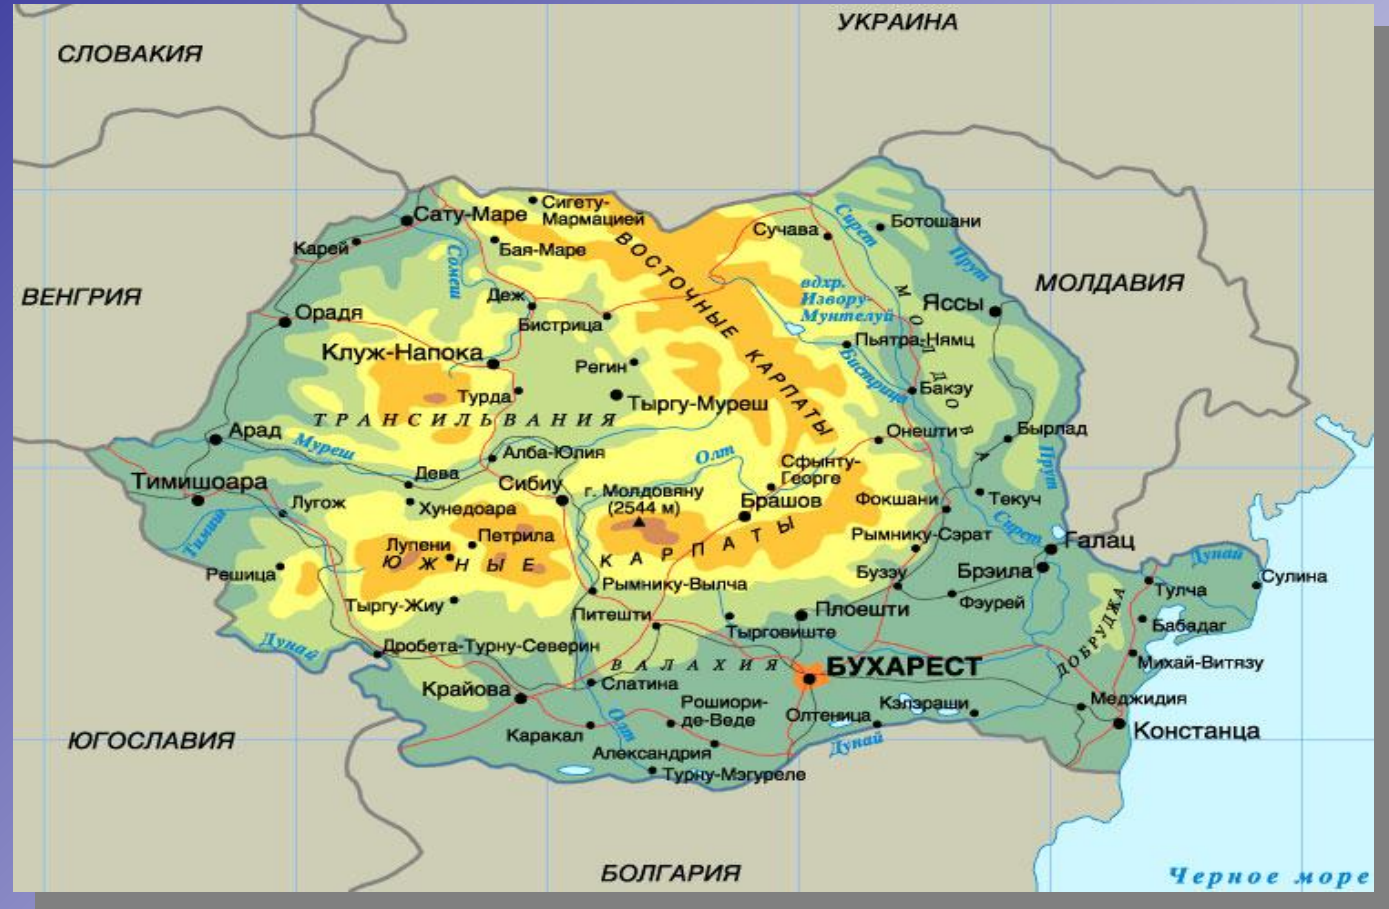 УКРАИНА
СЛОВАКИЯ
ВЕНГРИЯ
МОЛДАВИЯ
ЮГОСЛАВИЯ
БОЛГАРИЯ
Черное море
Сату-Маре
Сигету-
Мармацией
Карей
Бая-Маре
Сомеш
ВОСТОЧНЫЕ КАРПАТЫ
Сучава
Сирет
Ботошани
Прут
Орадя
Деж
Бистрица
вдхр.
Извору-
Мунтелуй
МОЛДОВА
Яссы
Клуж-Напока
Регин
Пьятра-Нямц
Бистрица
Бакэу
Турда
Тыргу-Муреш
ТРАНСИЛЬВАНИЯ
Арад
Муреш
Онешти
Бырлад
Прут
Алба-Юлия
Олт
Сфынту-
Георге
Тимишоара
Дева
Сибиу
г. Молдовяну
(2544 м)
Брашов
Фокшани
Текуч
Лугож
Хунедоара
Тимиш
Петрила
Лупени
ЮЖНЫЕ КАРПАТЫ
Рымнику-Сэрат
Сирет
Галац
Дунай
Решица
Рымнику-Вылча
Бузэу
Брэила
Сулина
Тулча
Тыргу-Жиу
Питешти
Плоешти
Фэурей
Тырговиште
ДОБРУДЖА
Бабадаг
Дунай
Дробета-Турну-Северин
ВАЛАХИЯ
БУХАРЕСТ
Михай-Витязу
Крайова
Слатина
Рошиори-
де-Веде
Олтеница
Кэлэраши
Меджидия
Констанца
Каракал
Олт
Александрия
Дунай
Турну-Мэгуреле